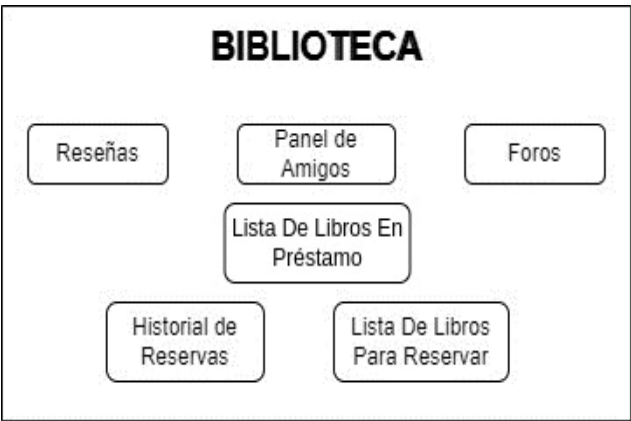 BIBLIOTECA
Reseñas
Panel de
Amigos
Foros
Lista De Libros En
Préstamo
Historial de
Reservas
Lista De Libros
Para Reservar